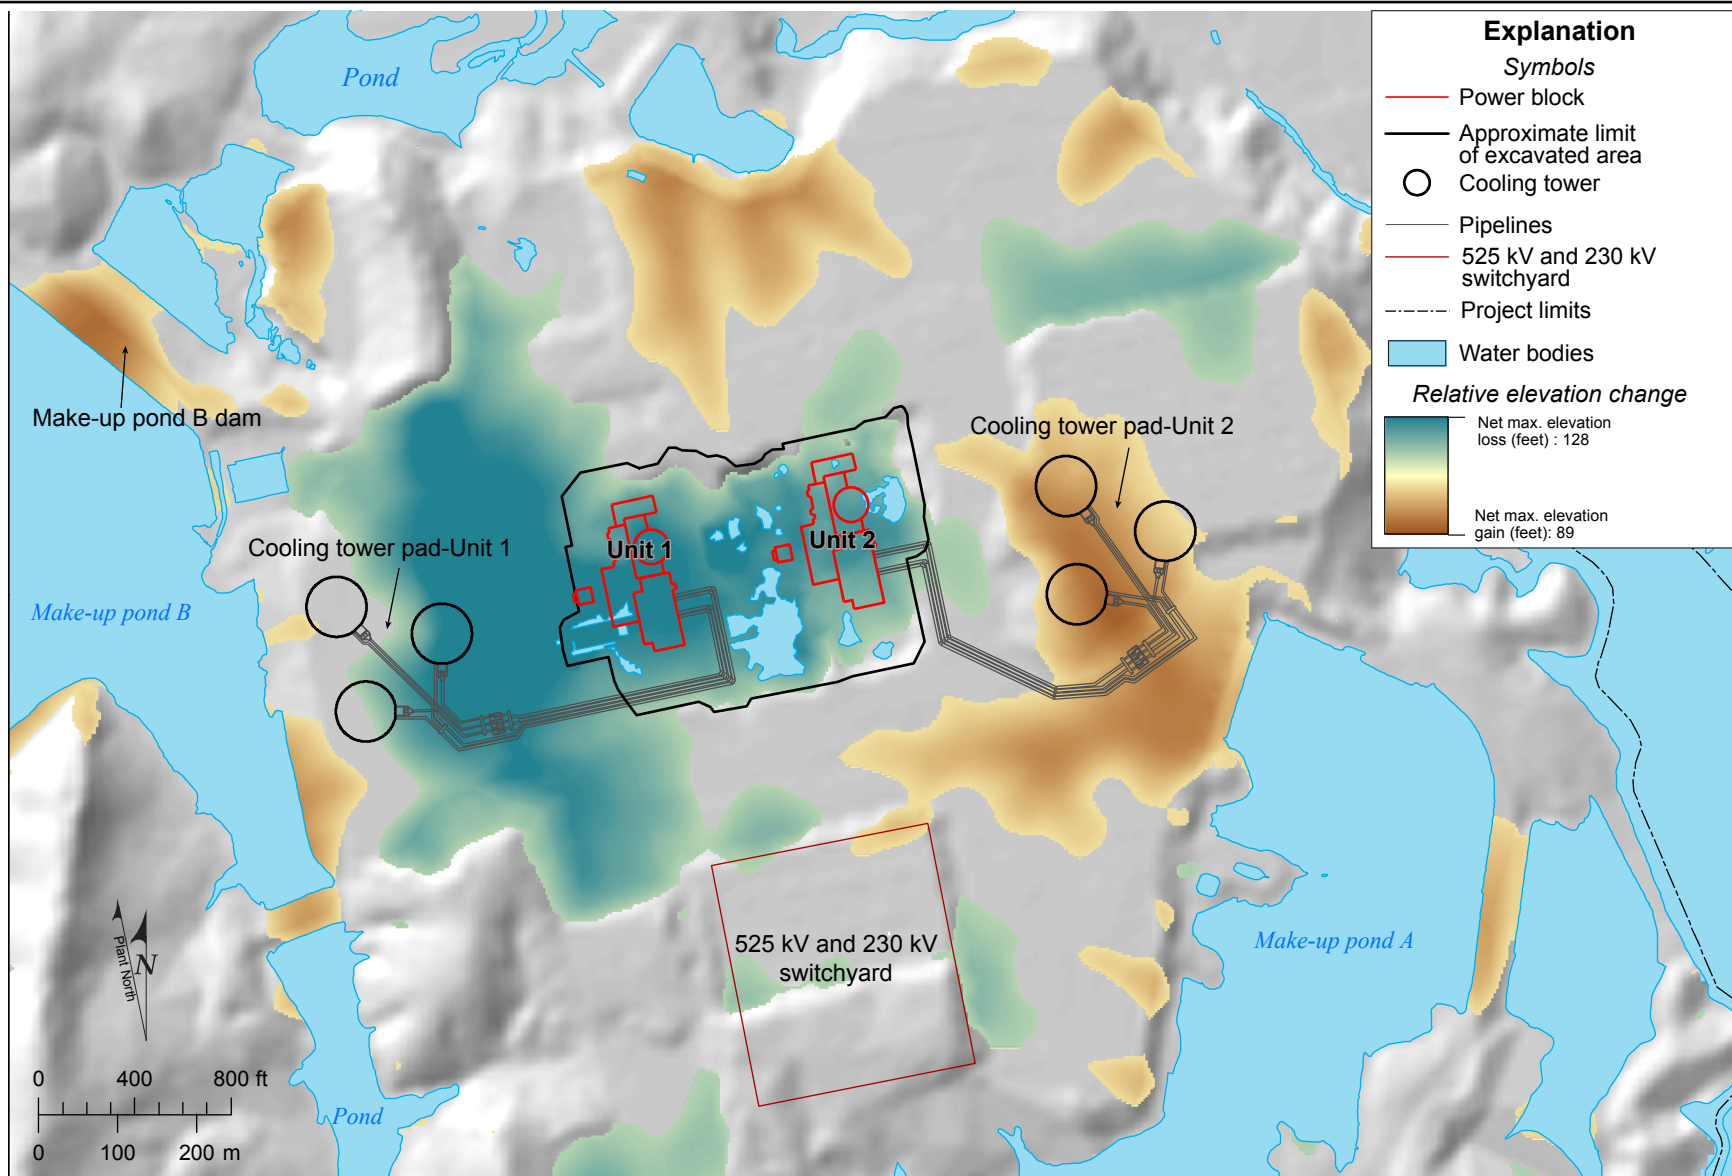 Explanation
Symbols
Power block
Approximate limit
of excavated area
Cooling tower
Pipelines
525 kV and 230 kV
switchyard
Project limits
Water bodies
Relative elevation change
Net max. elevation
loss (feet) : 128
Net max. elevation
gain (feet): 89
Pond
Make-up pond B dam
Cooling tower pad-Unit 2
Cooling tower pad-Unit 1
Unit 1
Unit 2
Make-up pond B
525 kV and 230 kV
switchyard
Make-up pond A
Plant North
N
0 400 800 ft
0 100 200 m
Pond